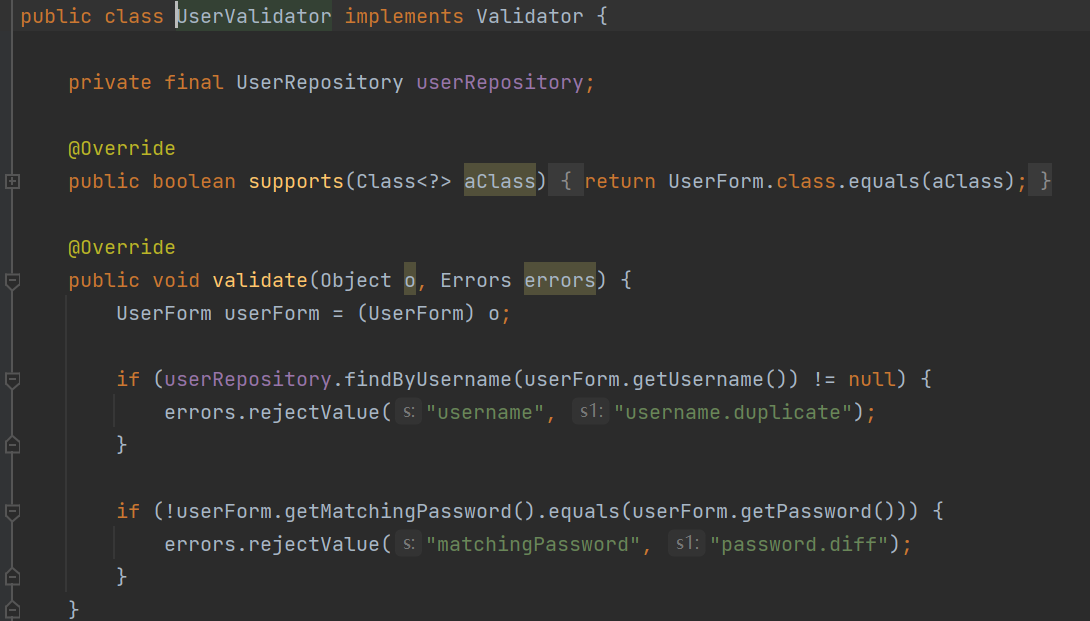 public class UserValidator implements Validator {
private final UserRepository userRepository;
@Override
public boolean supports(Class<?> aClass) { return UserForm.class.equals(aClass); }
@Override
public void validate(Object o, Errors errors) {
UserForm userForm = (UserForm) o;
if (userRepository.findByUsername(userForm.getUsername()) != null) {
errors.rejectValue( s: "username", s1: "username.duplicate");
}
if (!userForm.getMatchingPassword().equals(userForm.getPassword())) {
errors.rejectValue( s: "matchingPassword", s1: "password.diff");
}
}